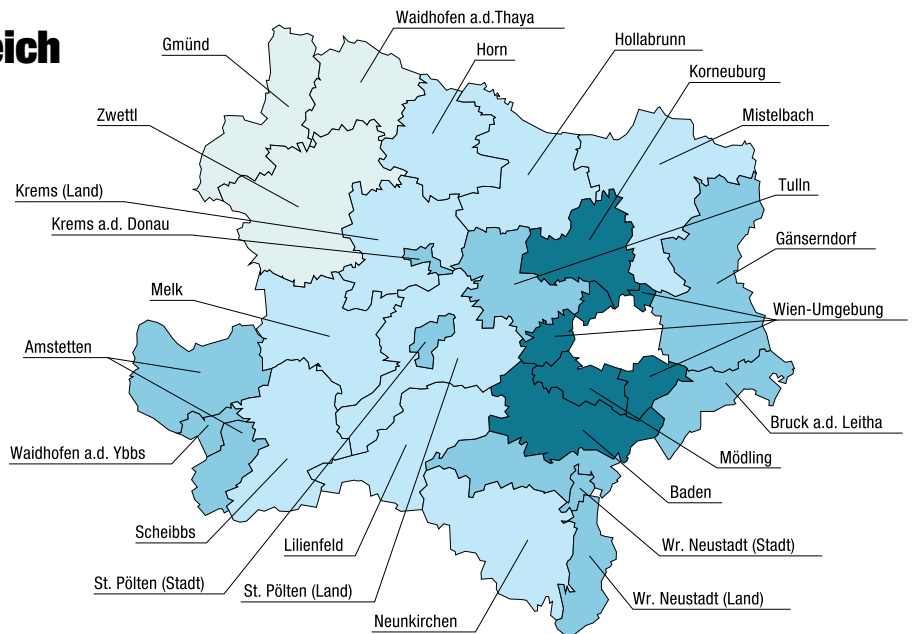 eich
Waidhofen a.d.Thaya
Gmünd
Horn
Hollabrunn
Korneuburg
Zwettl
Mistelbach
Krems (Land)
Tulln
Krems a.d. Donau
Gänserndorf
Melk
Wien-Umgebung
Amstetten
Bruck a.d. Leitha
Waidhofen a.d. Ybbs
Mödling
Baden
Scheibbs
Lilienfeld
Wr. Neustadt (Stadt)
St. Pölten (Stadt)
St. Pölten (Land)
Wr. Neustadt (Land)
Neunkirchen